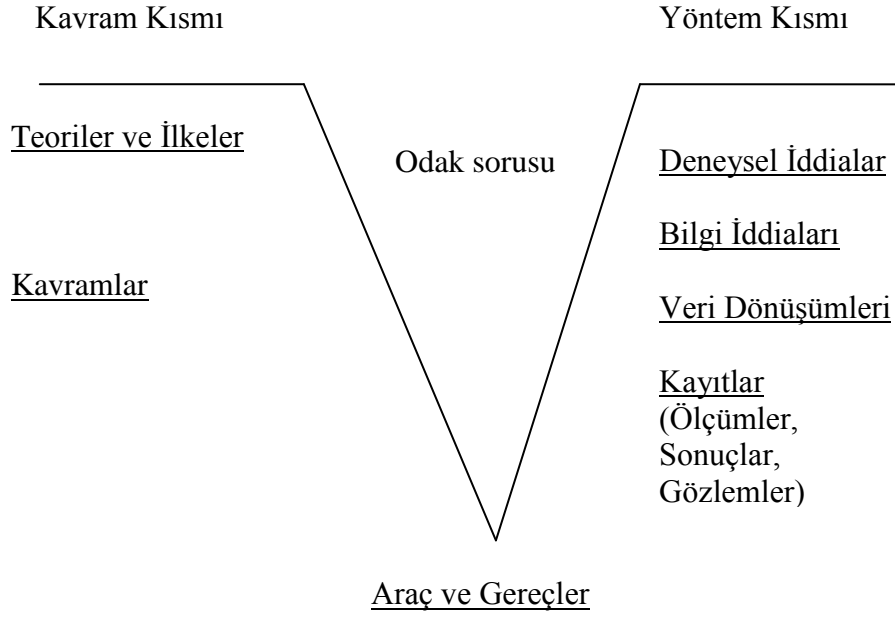 Kavram Kısmı
Yöntem Kısmı
Teoriler ve İlkeler
Kavramlar
Odak sorusu
Deneysel İddialar
Bilgi İddiaları
Veri Dönüşümleri
Kayıtlar
(Ölçümler,
Sonuçlar,
Gözlemler)
Araç ve Gereçler